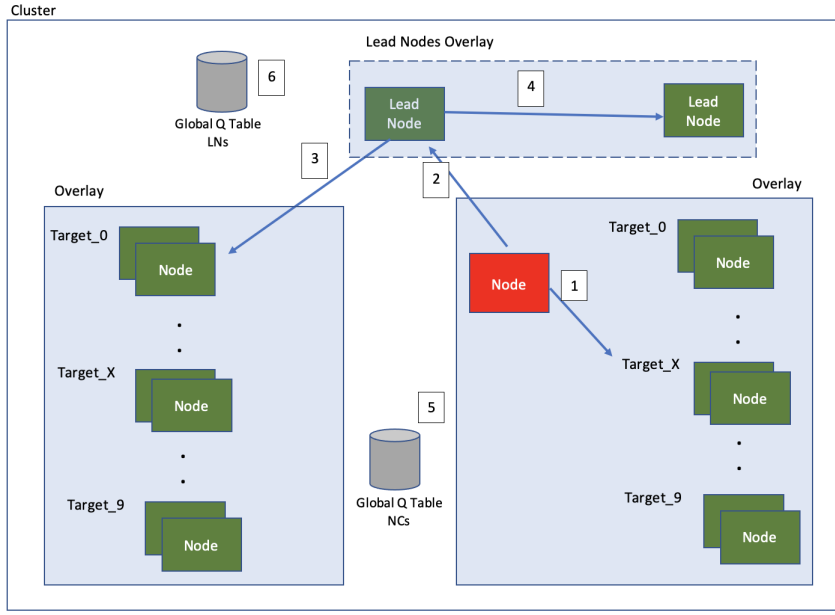 Cluster
Lead Nodes Overlay
6
4
Lead
Node
Lead
Node
Global Q Table
LNs
3
2
Overlay
Overlay
Target_0
Node
Target_0
Node
Node
1
Target_X
Node
Target_X
Node
5
Global Q Table
NCs
Target_9
Node
Target_9
Node